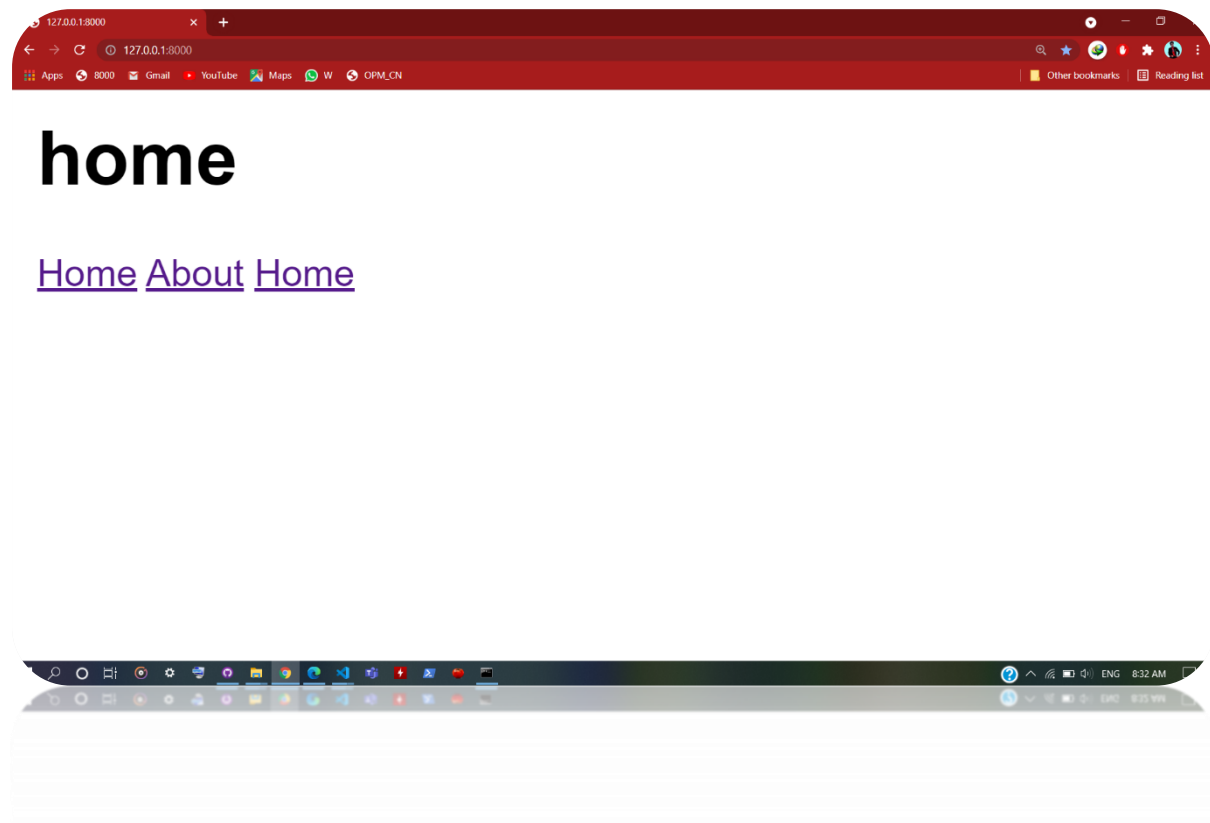 127.0.0.1:8000
127.0.0.1:8000
Apps 8000 Gmail YouTube Maps W OPM_CN Other bookmarks Reading list
home
Home About Home
ENG 8:32 AM